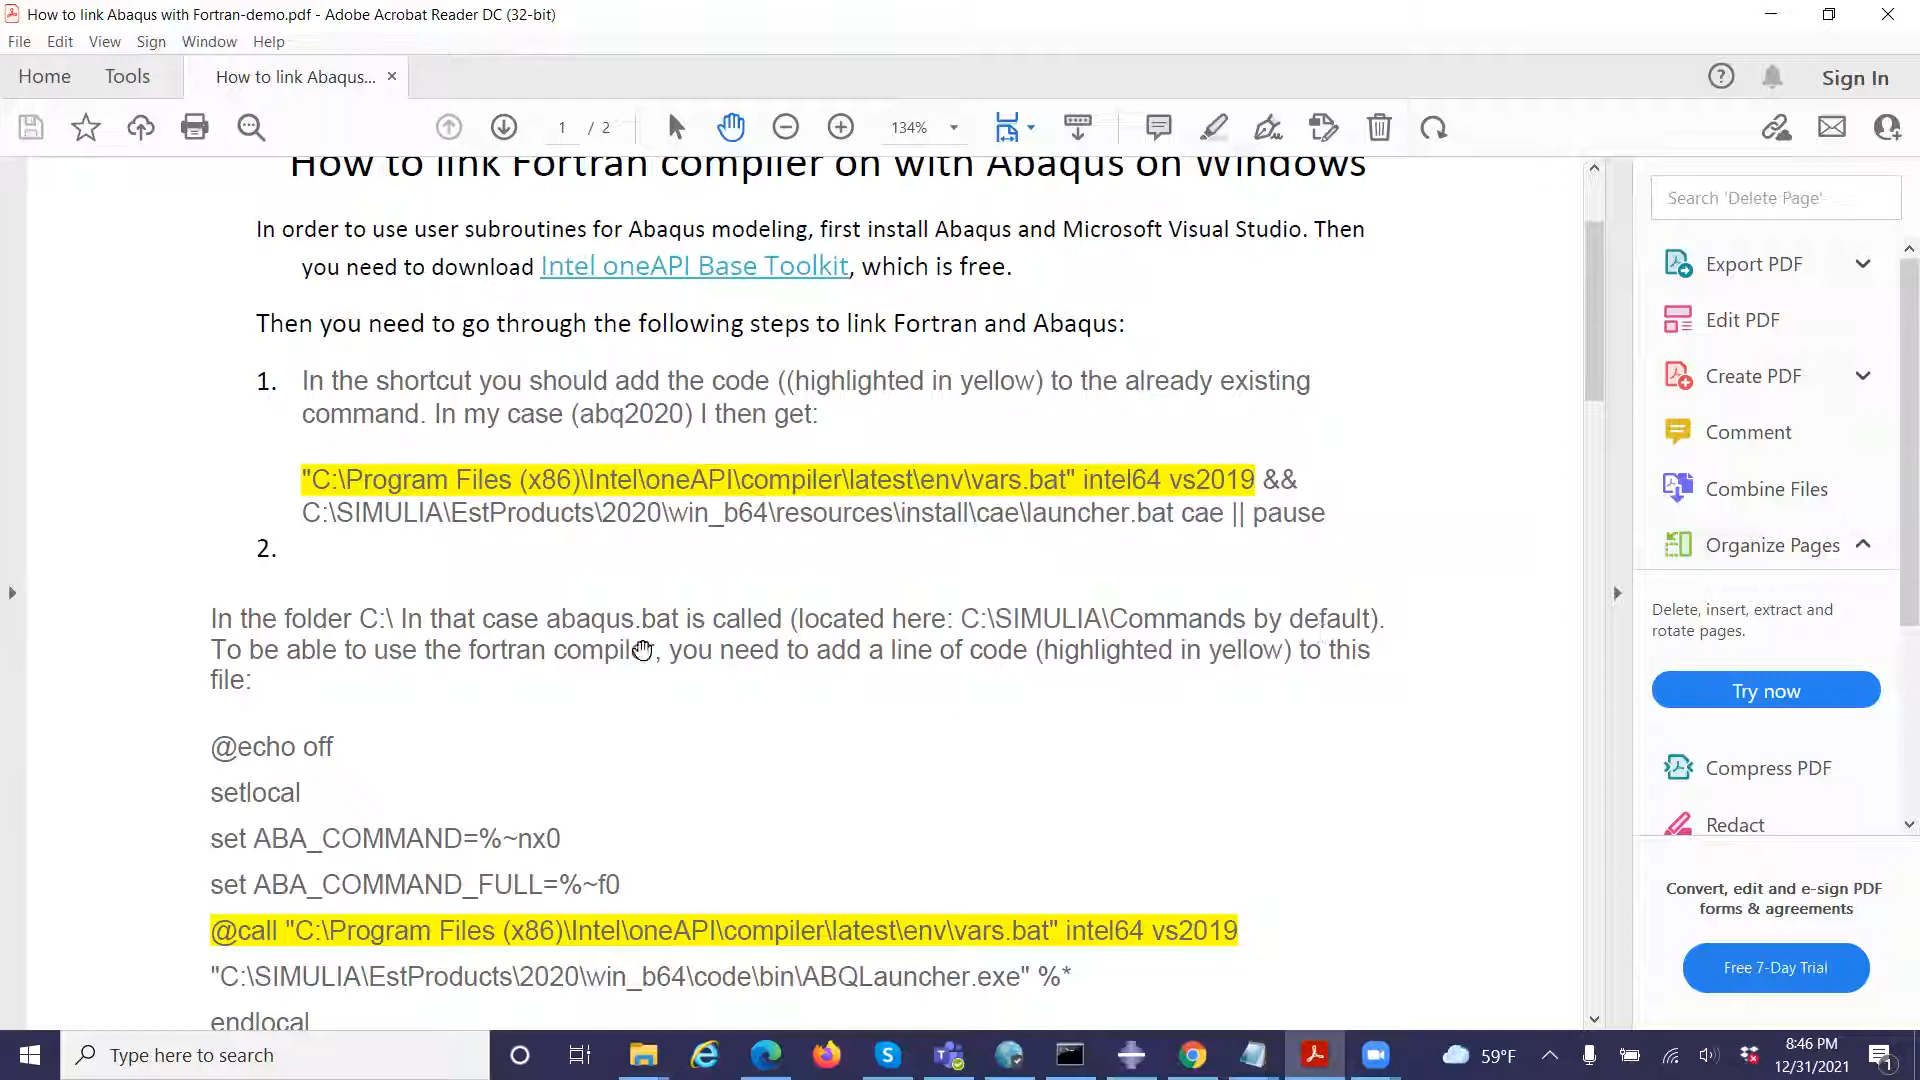 How to link Abaqus with Fortran-demo.pdf - Adobe Acrobat Reader DC (32-bit)
File Edit View Sign Window Help
Home Tools How to link Abaqus... × Sign In
1 / 2 134%
How to link Fortran compiler on with Abaqus on Windows
In order to use user subroutines for Abaqus modeling, first install Abaqus and Microsoft Visual Studio. Then
you need to download Intel oneAPI Base Toolkit, which is free.
Then you need to go through the following steps to link Fortran and Abaqus:
1. In the shortcut you should add the code ((highlighted in yellow) to the already existing
command. In my case (abq2020) I then get:
"C:\Program Files (x86)\Intel\oneAPI\compiler\latest\env\vars.bat" intel64 vs2019 &&
C:\SIMULIA\EstProducts\2020\win_b64\resources\install\cae\launcher.bat cae || pause
2.
In the folder C:\ In that case abaqus.bat is called (located here: C:\SIMULIA\Commands by default).
To be able to use the fortran compiler, you need to add a line of code (highlighted in yellow) to this
file:
@echo off
setlocal
set ABA_COMMAND=%~nx0
set ABA_COMMAND_FULL=%~f0
@call "C:\Program Files (x86)\Intel\oneAPI\compiler\latest\env\vars.bat" intel64 vs2019
"C:\SIMULIA\EstProducts\2020\win_b64\code\bin\ABQLauncher.exe" %*
endlocal
Search 'Delete Page'
Export PDF
Edit PDF
Create PDF
Comment
Combine Files
Organize Pages
Delete, insert, extract and
rotate pages.
Try now
Compress PDF
Redact
Convert, edit and e-sign PDF
forms & agreements
Free 7-Day Trial
Type here to search
59°F
8:46 PM
12/31/2021
1